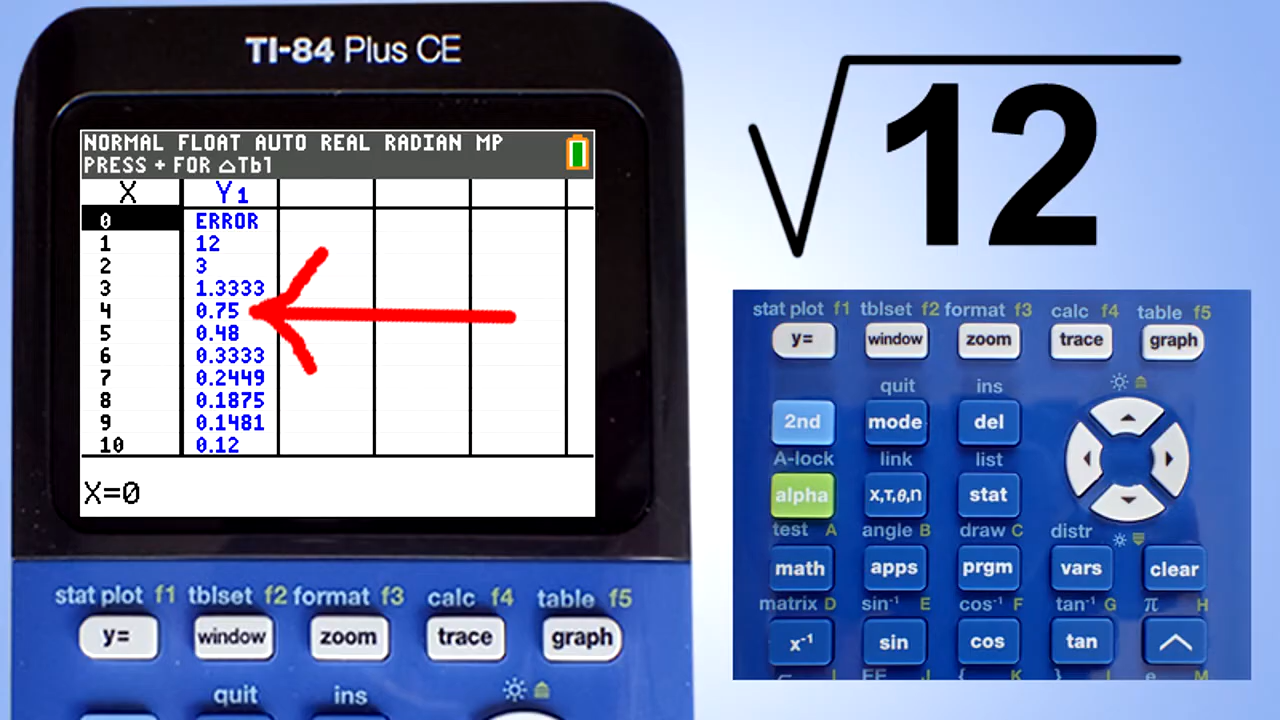 TI-84 Plus CE
NORMAL FLOAT AUTO REAL RADIAN MP
PRESS + FOR △Tbl
X Y1
0 ERROR
1 12
2 3
3 1.3333
4 0.75
5 0.48
6 0.3333
7 0.2449
8 0.1875
9 0.1481
10 0.12
X=0
stat plot f1 tblset f2 format f3 calc f4 table f5
y= window zoom trace graph
quit ins
√12
stat plot f1 tblset f2 format f3 calc f4 table f5
y= window zoom trace graph
quit ins
2nd mode del
A-lock link list
alpha x,T,θ,n stat
test A angle B draw C distr
math apps prgm vars clear
matrix D sin⁻¹ E cos⁻¹ F tan⁻¹ G π H
x⁻¹ sin cos tan ^